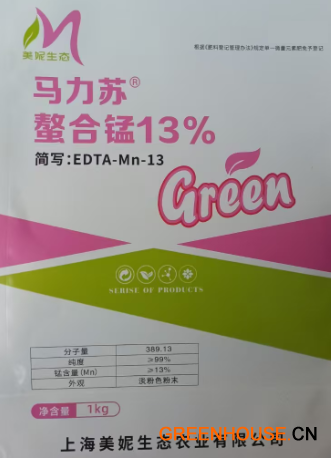 根据《肥料登记管理办法》规定单一微量元素肥免于登记
美妮生态
马力苏®
螯合锰13%
简写:EDTA-Mn-13
Green
SERISE OF PRODUCTS
分子量 389.13
纯度 ≥99%
锰含量(Mn) ≥13%
外观 淡粉色粉末
净含量 1kg
GREENHOUSE CN
上海美妮生态农业有限公司